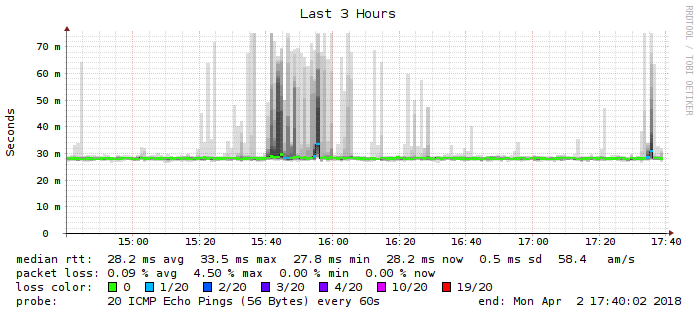 Last 3 Hours
RRDTOOL / TOBI OETIKER
Seconds
70 m
60 m
50 m
40 m
30 m
20 m
10 m
0
15:00 15:20 15:40 16:00 16:20 16:40 17:00 17:20 17:40
median rtt: 28.2 ms avg 33.5 ms max 27.8 ms min 28.2 ms now 0.5 ms sd 58.4 am/s
packet loss: 0.09 % avg 4.50 % max 0.00 % min 0.00 % now
loss color: 0 1/20 2/20 3/20 4/20 10/20 19/20
probe: 20 ICMP Echo Pings (56 Bytes) every 60s end: Mon Apr 2 17:40:02 2018